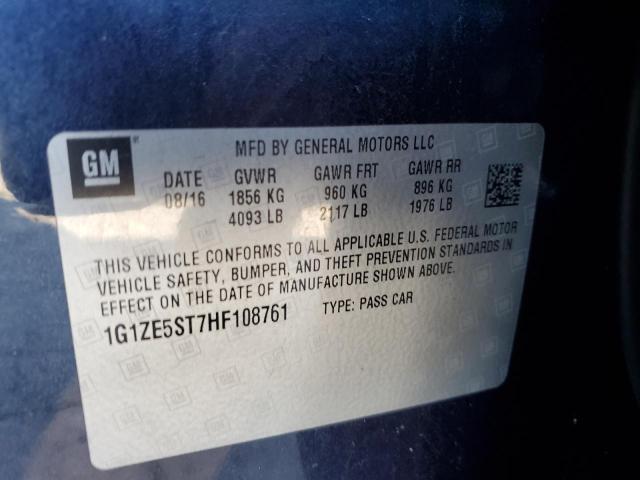 GM
MFD BY GENERAL MOTORS LLC
DATE GVWR GAWR FRT GAWR RR
08/16 1856 KG 960 KG 896 KG
4093 LB 2117 LB 1976 LB
THIS VEHICLE CONFORMS TO ALL APPLICABLE U.S. FEDERAL MOTOR
VEHICLE SAFETY, BUMPER, AND THEFT PREVENTION STANDARDS IN
EFFECT ON THE DATE OF MANUFACTURE SHOWN ABOVE.
1G1ZE5ST7HF108761 TYPE: PASS CAR